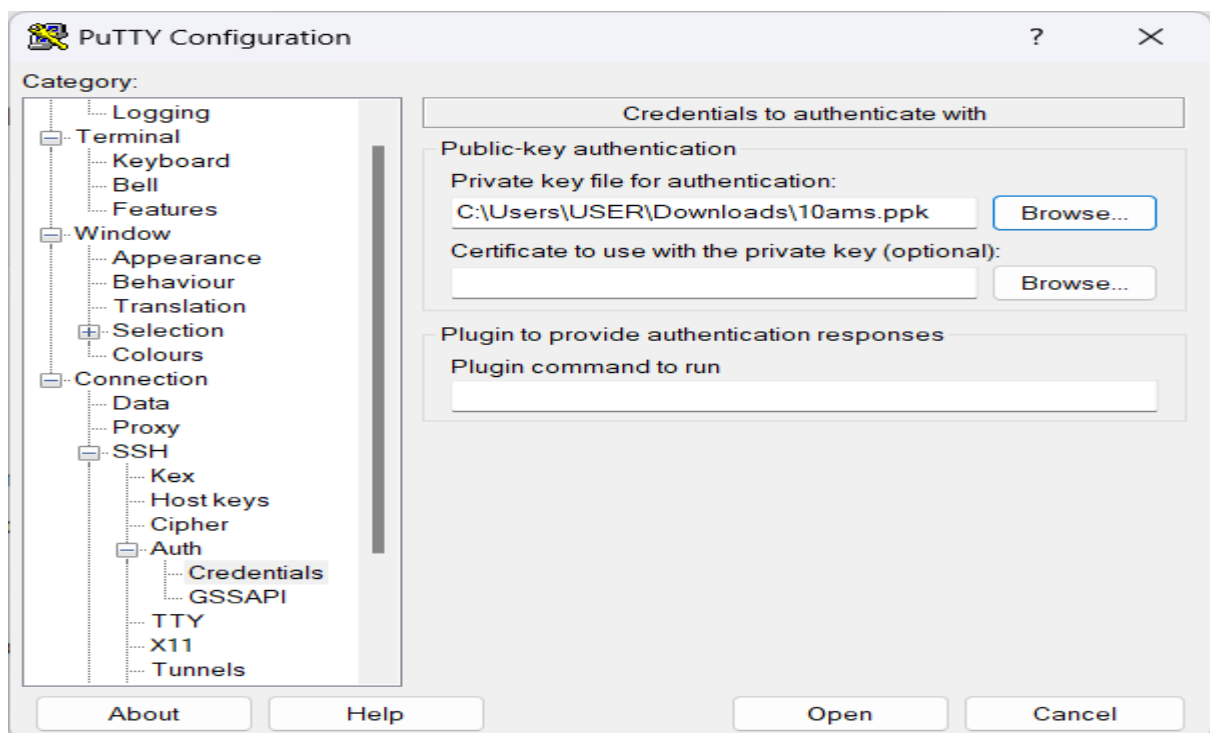 PuTTY Configuration
?
Category:
Logging
Terminal
Keyboard
Bell
Features
Window
Appearance
Behaviour
Translation
Selection
Colours
Connection
Data
Proxy
SSH
Kex
Host keys
Cipher
Auth
Credentials
GSSAPI
TTY
X11
Tunnels
Credentials to authenticate with
Public-key authentication
Private key file for authentication:
C:\Users\USER\Downloads\10ams.ppk
Browse...
Certificate to use with the private key (optional):
Browse...
Plugin to provide authentication responses
Plugin command to run
About
Help
Open
Cancel